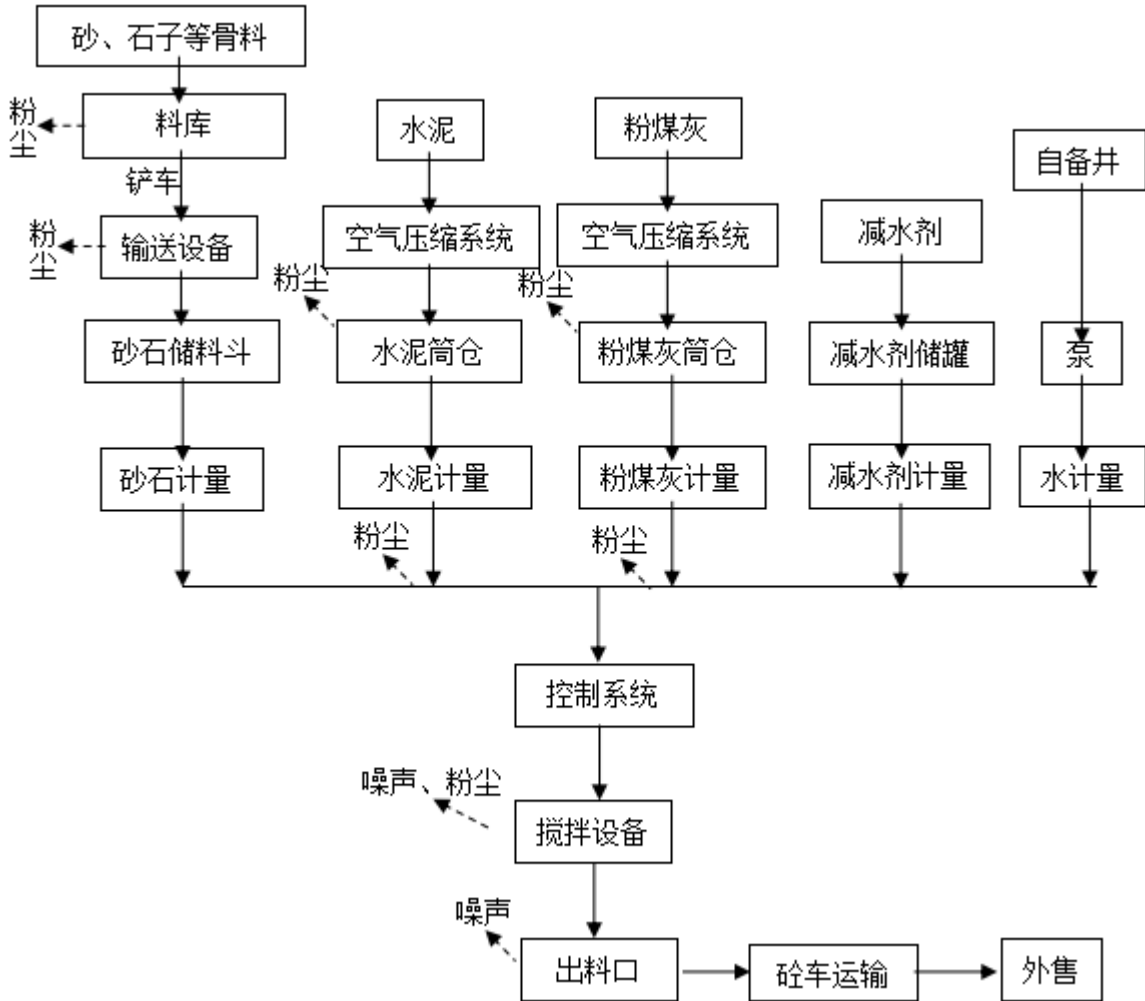 砂、石子等骨料
粉尘
料库
水泥
粉煤灰
自备井
铲车
粉尘
输送设备
空气压缩系统
空气压缩系统
减水剂
粉尘
粉尘
砂石储料斗
水泥筒仓
粉煤灰筒仓
减水剂储罐
泵
砂石计量
水泥计量
粉煤灰计量
减水剂计量
水计量
粉尘
粉尘
控制系统
噪声、粉尘
搅拌设备
噪声
出料口
砼车运输
外售